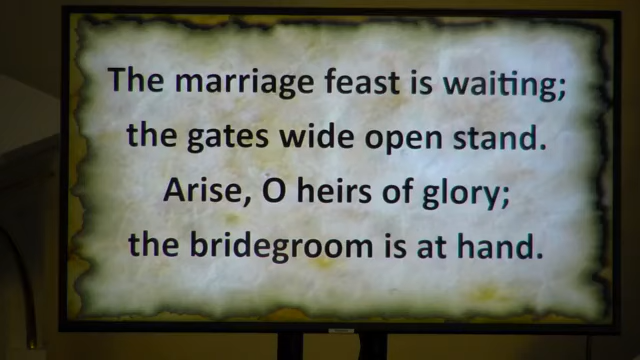 The marriage feast is waiting;
the gates wide open stand.
Arise, O heirs of glory;
the bridegroom is at hand.